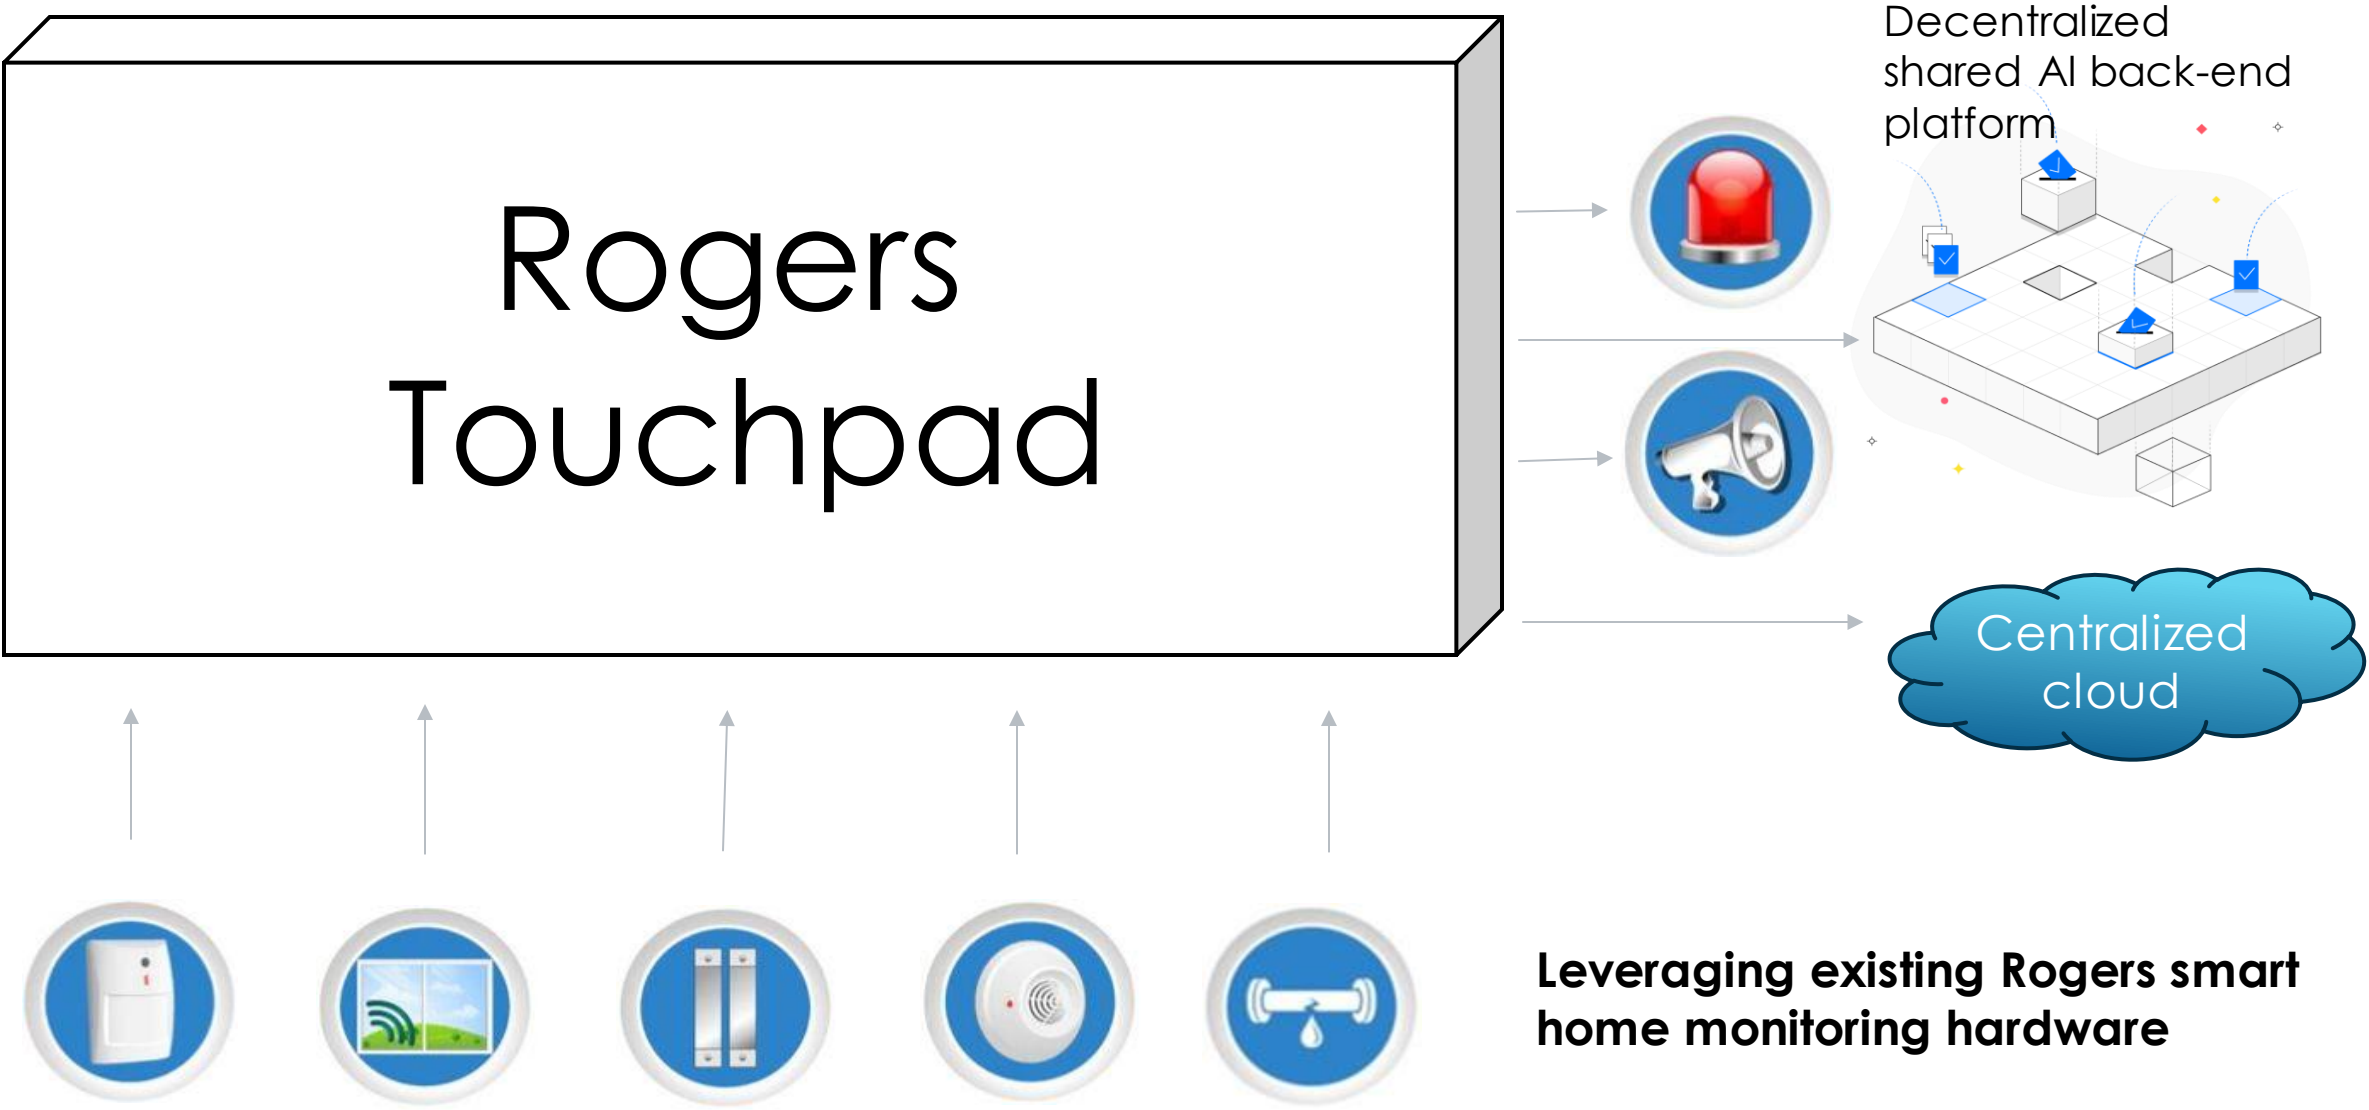 Rogers
Touchpad
Decentralized
shared AI back-end
platform
Centralized
cloud
Leveraging existing Rogers smart
home monitoring hardware